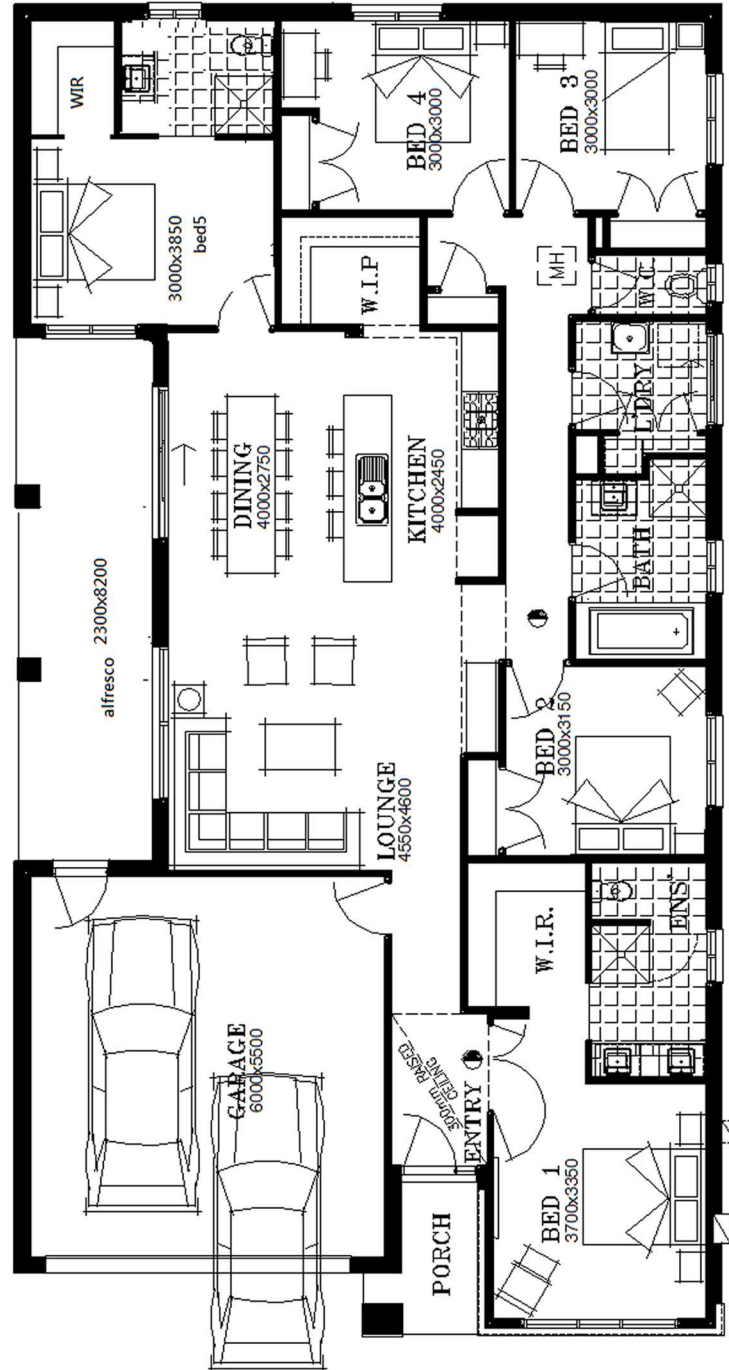 WIR
3000x3850
bed5
BED 4
3000x3000
BED 3
3000x3000
W.I.P
MH
W.C
L'DRY
DINING
4000x2750
KITCHEN
4000x2450
BATH
2300x8200
alfresco
LOUNGE
4550x4600
BED 2
3000x3150
W.I.R.
ENS.
GARAGE
6000x5500
300mm RAISED
CEILING
ENTRY
PORCH
BED 1
3700x3350